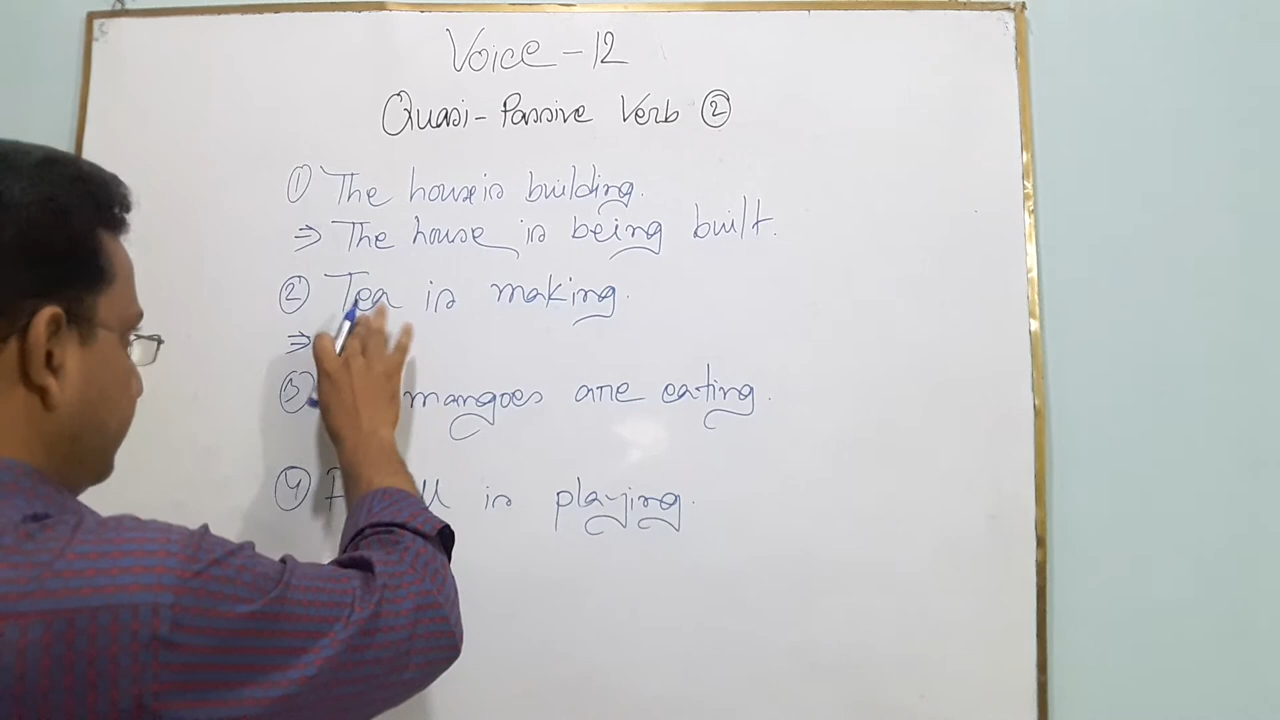 Voice - 12
Quasi - Passive Verb ②
① The house is building.
⇒ The house is being built.
② Tea is making.
⇒
③ mangoes are eating.
④ is playing.